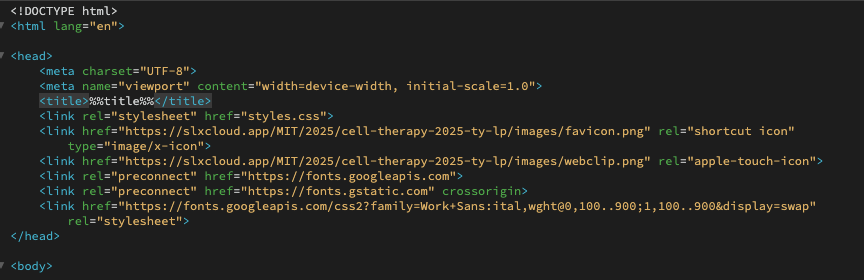 <!DOCTYPE html>
<html lang="en">
<head>
<meta charset="UTF-8">
<meta name="viewport" content="width=device-width, initial-scale=1.0">
<title>%%title%%</title>
<link rel="stylesheet" href="styles.css">
<link href="https://slxcloud.app/MIT/2025/cell-therapy-2025-ty-lp/images/favicon.png" rel="shortcut icon"
type="image/x-icon">
<link href="https://slxcloud.app/MIT/2025/cell-therapy-2025-ty-lp/images/webclip.png" rel="apple-touch-icon">
<link rel="preconnect" href="https://fonts.googleapis.com">
<link rel="preconnect" href="https://fonts.gstatic.com" crossorigin>
<link href="https://fonts.googleapis.com/css2?family=Work+Sans:ital,wght@0,100..900;1,100..900&display=swap"
rel="stylesheet">
</head>
<body>